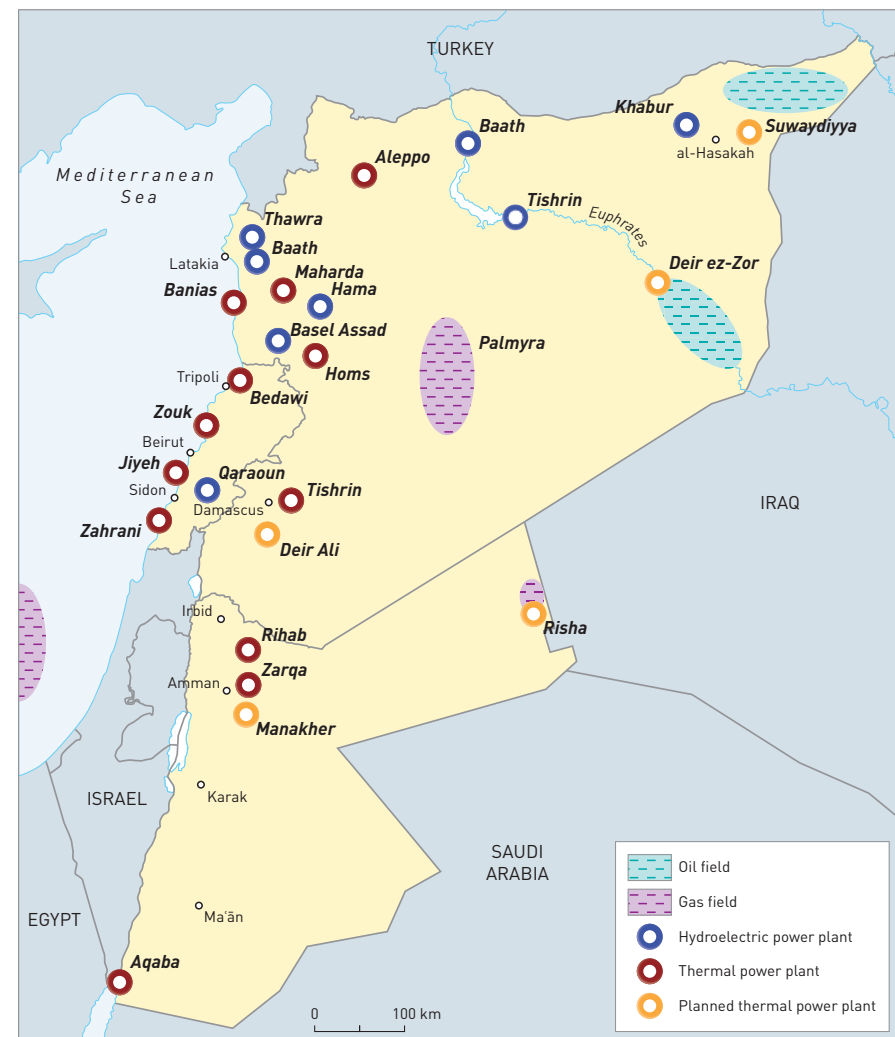 TURKEY
Khabur
Suwaydiyya
al-Hasakah
Baath
Aleppo
Mediterranean
Sea
Tishrin
Euphrates
Thawra
Baath
Latakia
Maharda
Hama
Banias
Deir ez-Zor
Basel Assad
Palmyra
Homs
Tripoli
Bedawi
Zouk
Beirut
Jiyeh
Qaraoun
Sidon
Damascus
Tishrin
IRAQ
Zahrani
Deir Ali
Irbid
Risha
Rihab
Zarqa
Amman
Manakher
ISRAEL
Karak
SAUDI
ARABIA
EGYPT
Ma'ān
Aqaba
0 100 km
Oil field
Gas field
Hydroelectric power plant
Thermal power plant
Planned thermal power plant